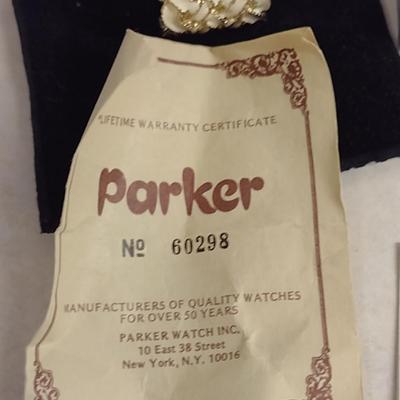 *LIFETIME WARRANTY CERTIFICATE
Parker
No 60298
MANUFACTURERS OF QUALITY WATCHES
FOR OVER 50 YEARS
PARKER WATCH INC.
10 East 38 Street
New York, N.Y. 10016